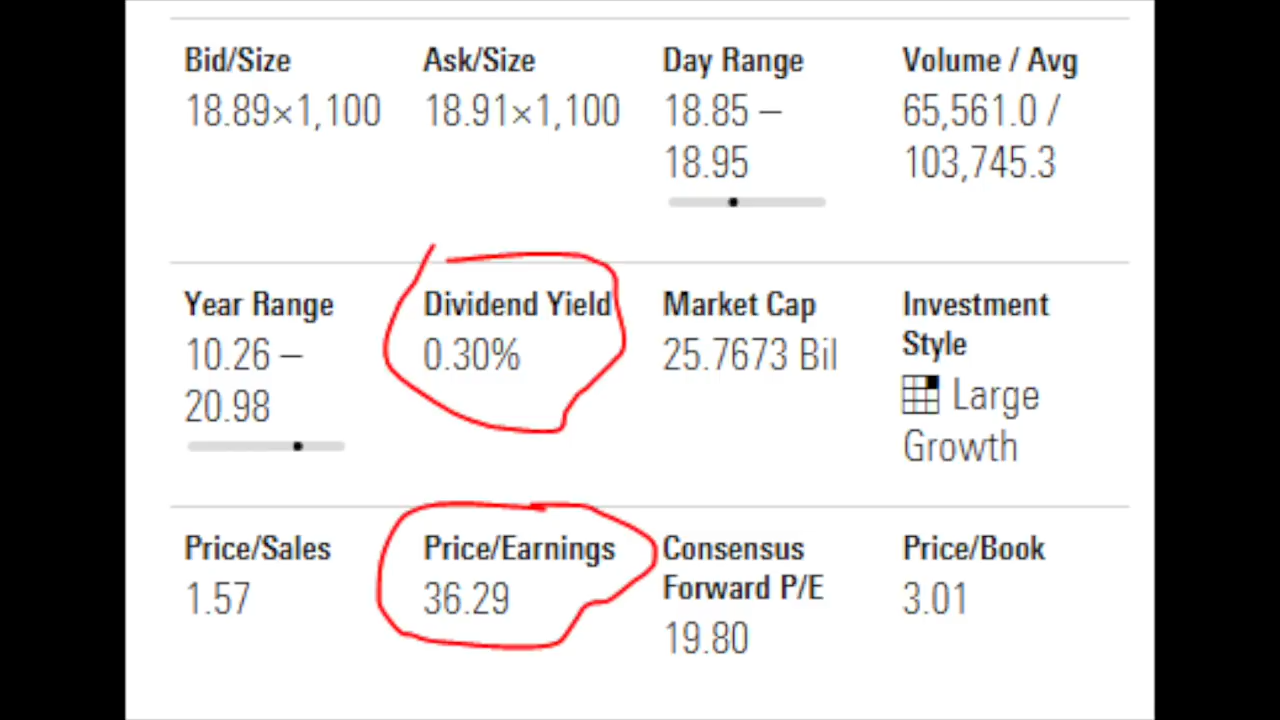 Bid/Size
18.89×1,100
Ask/Size
18.91×1,100
Day Range
18.85 –
18.95
Volume / Avg
65,561.0 /
103,745.3
Year Range
10.26 –
20.98
Dividend Yield
0.30%
Market Cap
25.7673 Bil
Investment
Style
Large
Growth
Price/Sales
1.57
Price/Earnings
36.29
Consensus
Forward P/E
19.80
Price/Book
3.01